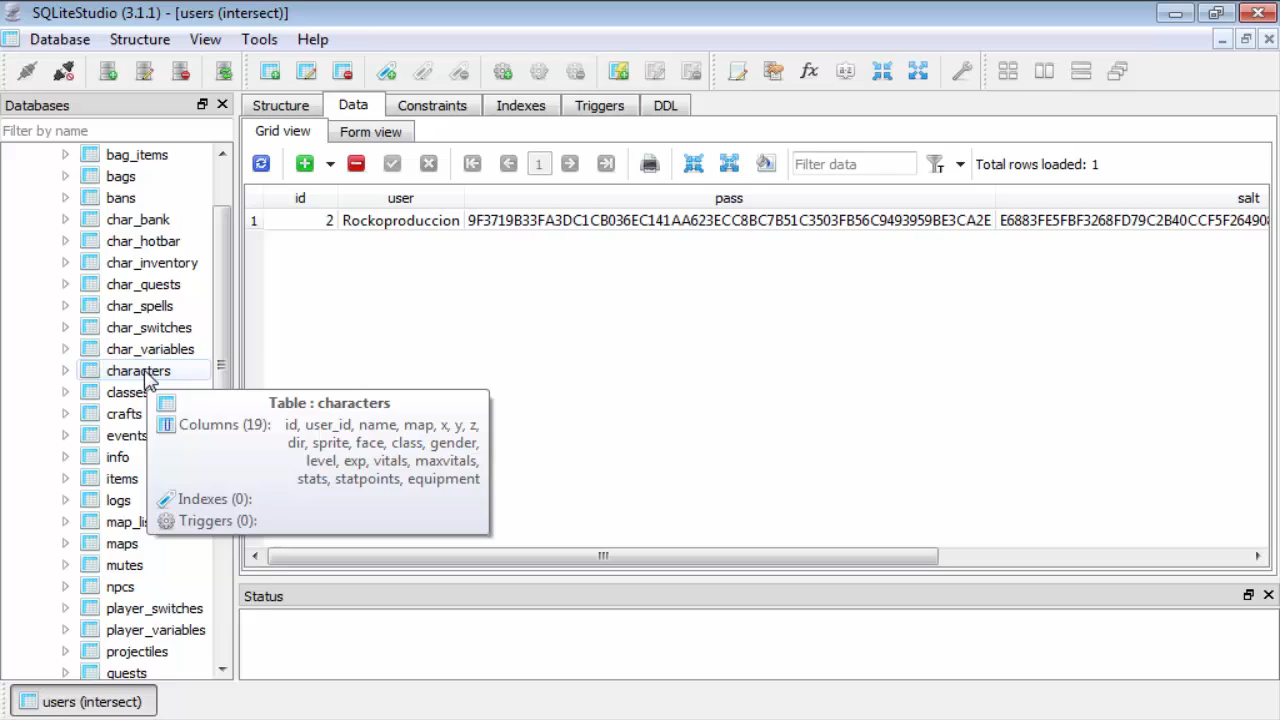 SQLiteStudio (3.1.1) - [users (intersect)]
Database Structure View Tools Help
Databases
Filter by name
bag_items
bags
bans
char_bank
char_hotbar
char_inventory
char_quests
char_spells
char_switches
char_variables
characters
classes
crafts
events
info
items
logs
maps
mutes
npcs
player_switches
player_variables
projectiles
quests
Structure Data Constraints Indexes Triggers DDL
Grid view Form view
1 Filter data Total rows loaded: 1
id user pass salt
1 2 Rockoproduccion 9F3719B33FA3DC1CB036EC141AA623ECC8BC7B51C3503FB56C9493959BE3CA2E E6883FE5FBF3268FD79C2B40CCF5F26490
Table : characters
Columns (19): id, user_id, name, map, x, y, z,
dir, sprite, face, class, gender,
level, exp, vitals, maxvitals,
stats, statpoints, equipment
Indexes (0):
Triggers (0):
Status
users (intersect)